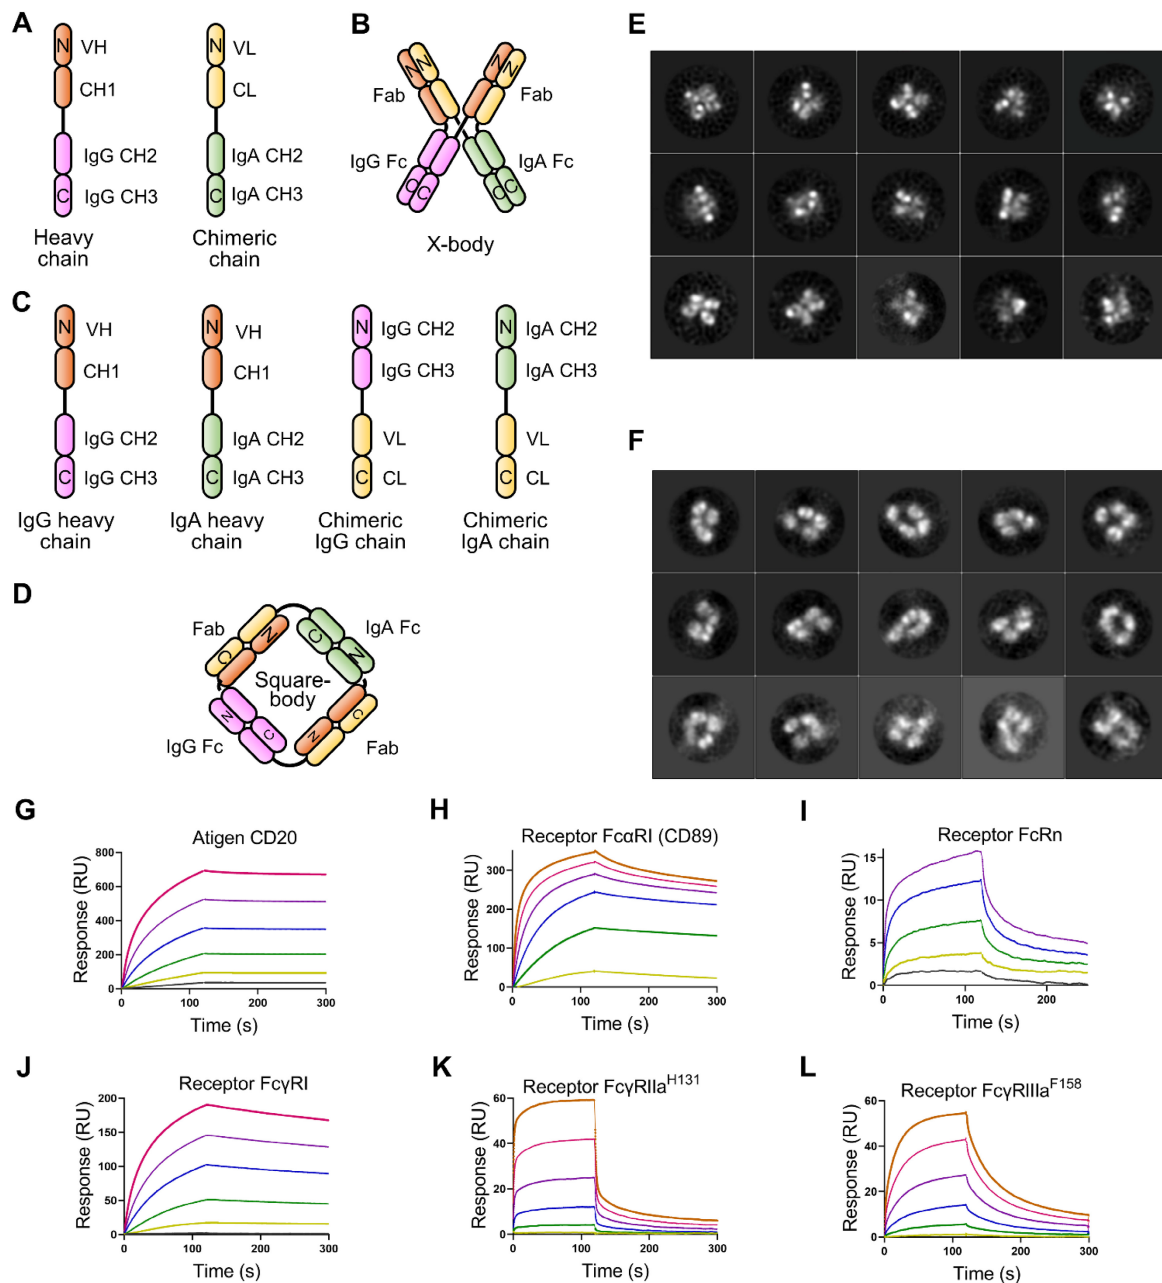 A
N VH
CH1
IgG CH2
C IgG CH3
Heavy
chain
N VL
CL
IgA CH2
C IgA CH3
Chimeric
chain
B
N N N N
Fab Fab
IgG Fc IgA Fc
C C C C
X-body
C
N VH
CH1
IgG CH2
C IgG CH3
IgG heavy
chain
N VH
CH1
IgA CH2
C IgA CH3
IgA heavy
chain
N IgG CH2
IgG CH3
VL
C CL
Chimeric
IgG chain
N IgA CH2
IgA CH3
VL
C CL
Chimeric
IgA chain
D
Fab
IgA Fc
N C
C N
Square-
body
N C
C N
IgG Fc
Fab
E
F
G
Atigen CD20
Response (RU)
800
600
400
200
0
0 100 200 300
Time (s)
H
Receptor FcαRI (CD89)
Response (RU)
300
200
100
0
0 100 200 300
Time (s)
I
Receptor FcRn
Response (RU)
15
10
5
0
0 100 200
Time (s)
J
Receptor FcγRI
Response (RU)
200
150
100
50
0
0 100 200 300
Time (s)
K
Receptor FcγRIIa^H131
Response (RU)
60
40
20
0
0 100 200 300
Time (s)
L
Receptor FcγRIIIa^F158
Response (RU)
60
40
20
0
0 100 200 300
Time (s)